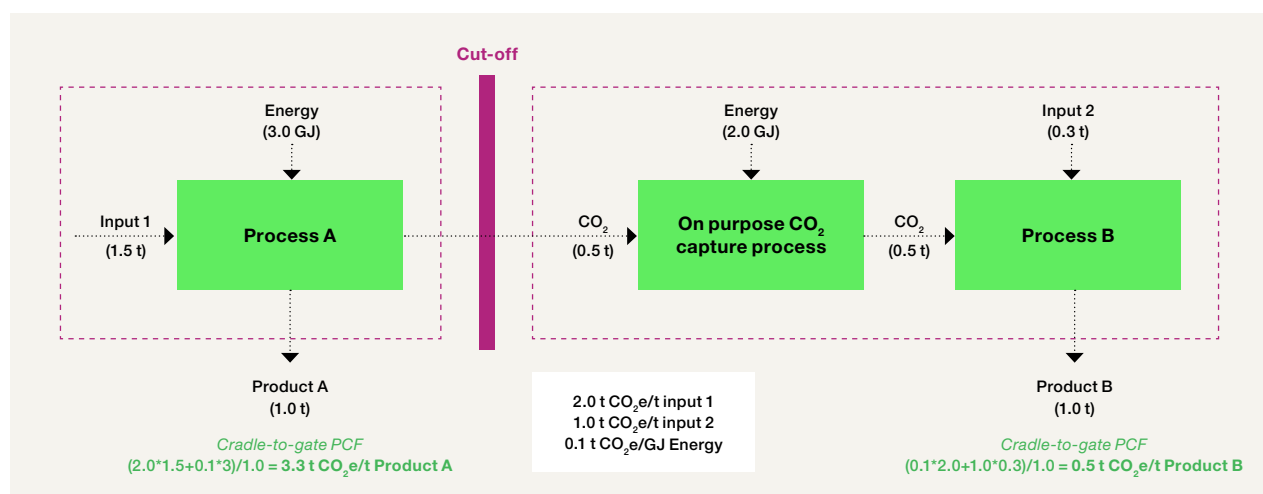 Cut-off
Energy
(3.0 GJ)
Input 1
(1.5 t)
Process A
Product A
(1.0 t)
Cradle-to-gate PCF
(2.0*1.5+0.1*3)/1.0 = 3.3 t CO₂e/t Product A
CO₂
(0.5 t)
Energy
(2.0 GJ)
On purpose CO₂
capture process
CO₂
(0.5 t)
Input 2
(0.3 t)
Process B
Product B
(1.0 t)
Cradle-to-gate PCF
(0.1*2.0+1.0*0.3)/1.0 = 0.5 t CO₂e/t Product B
2.0 t CO₂e/t input 1
1.0 t CO₂e/t input 2
0.1 t CO₂e/GJ Energy